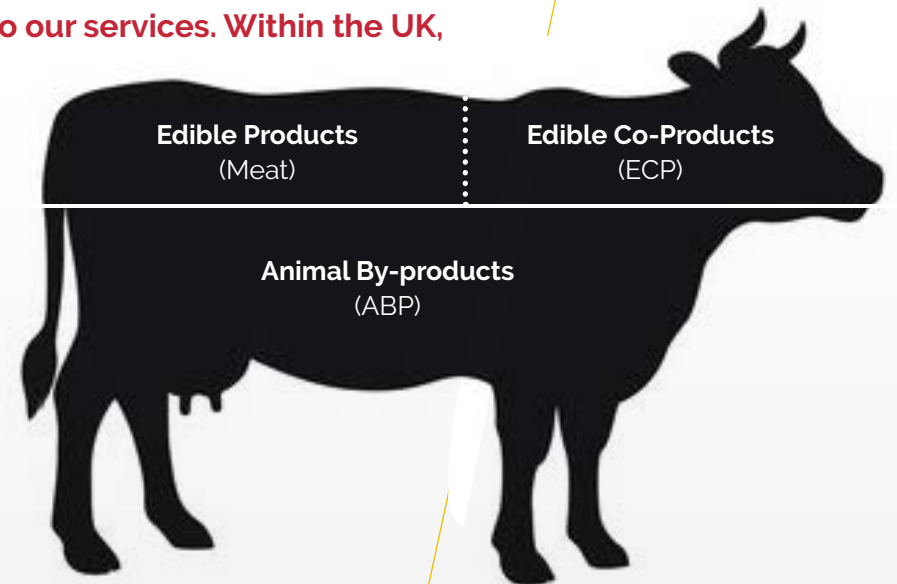 o our services. Within the UK,
Edible Products
(Meat)
Edible Co-Products
(ECP)
Animal By-products
(ABP)